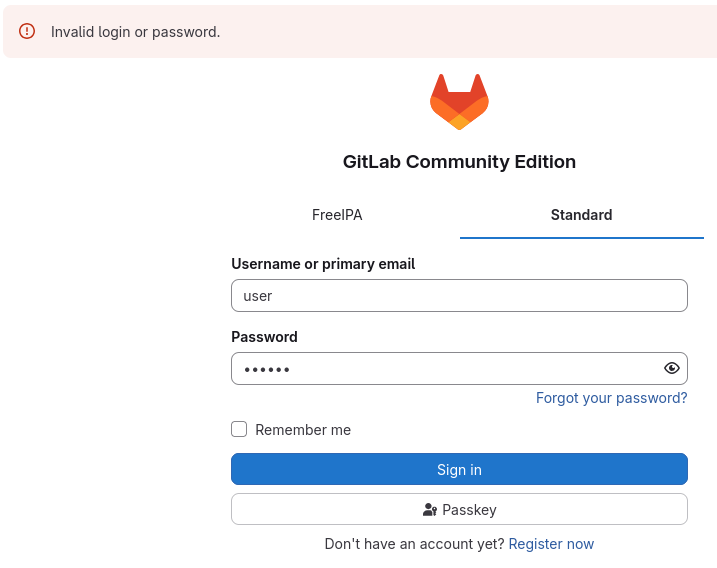 Invalid login or password.
GitLab Community Edition
FreeIPA
Standard
Username or primary email
user
Password
••••••
Forgot your password?
Remember me
Sign in
Passkey
Don't have an account yet? Register now